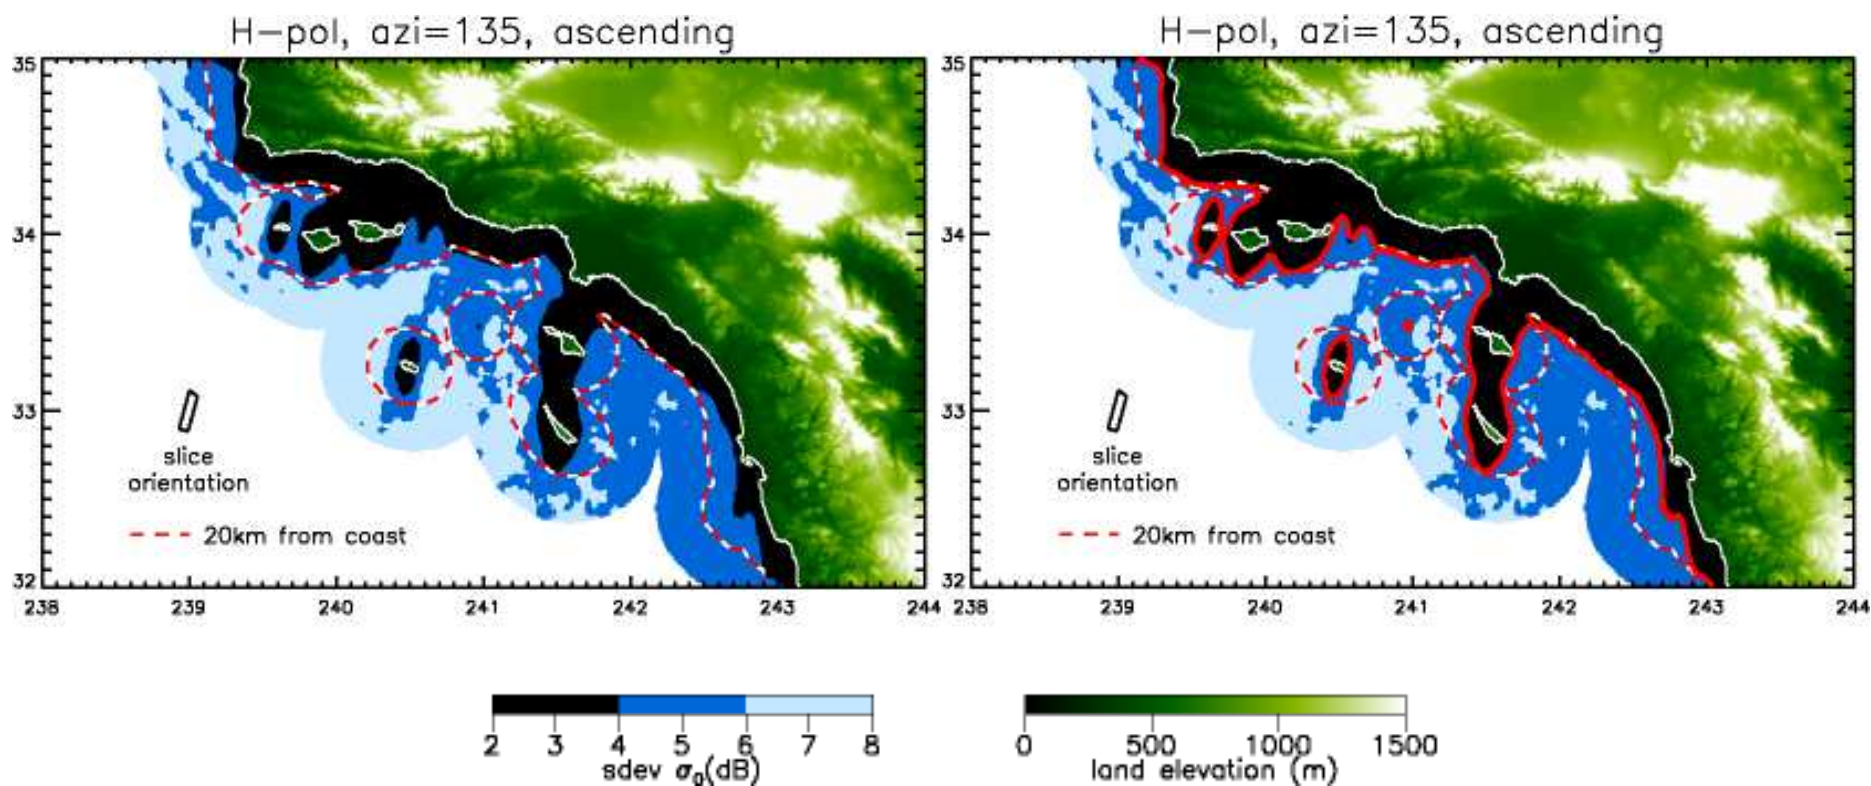 H-pol, azi=135, ascending
35
34
33
32
238 239 240 241 242 243 244
slice
orientation
20km from coast
H-pol, azi=135, ascending
35
34
33
32
238 239 240 241 242 243 244
slice
orientation
20km from coast
2 3 4 5 6 7 8
sdev σ₀(dB)
0 500 1000 1500
land elevation (m)